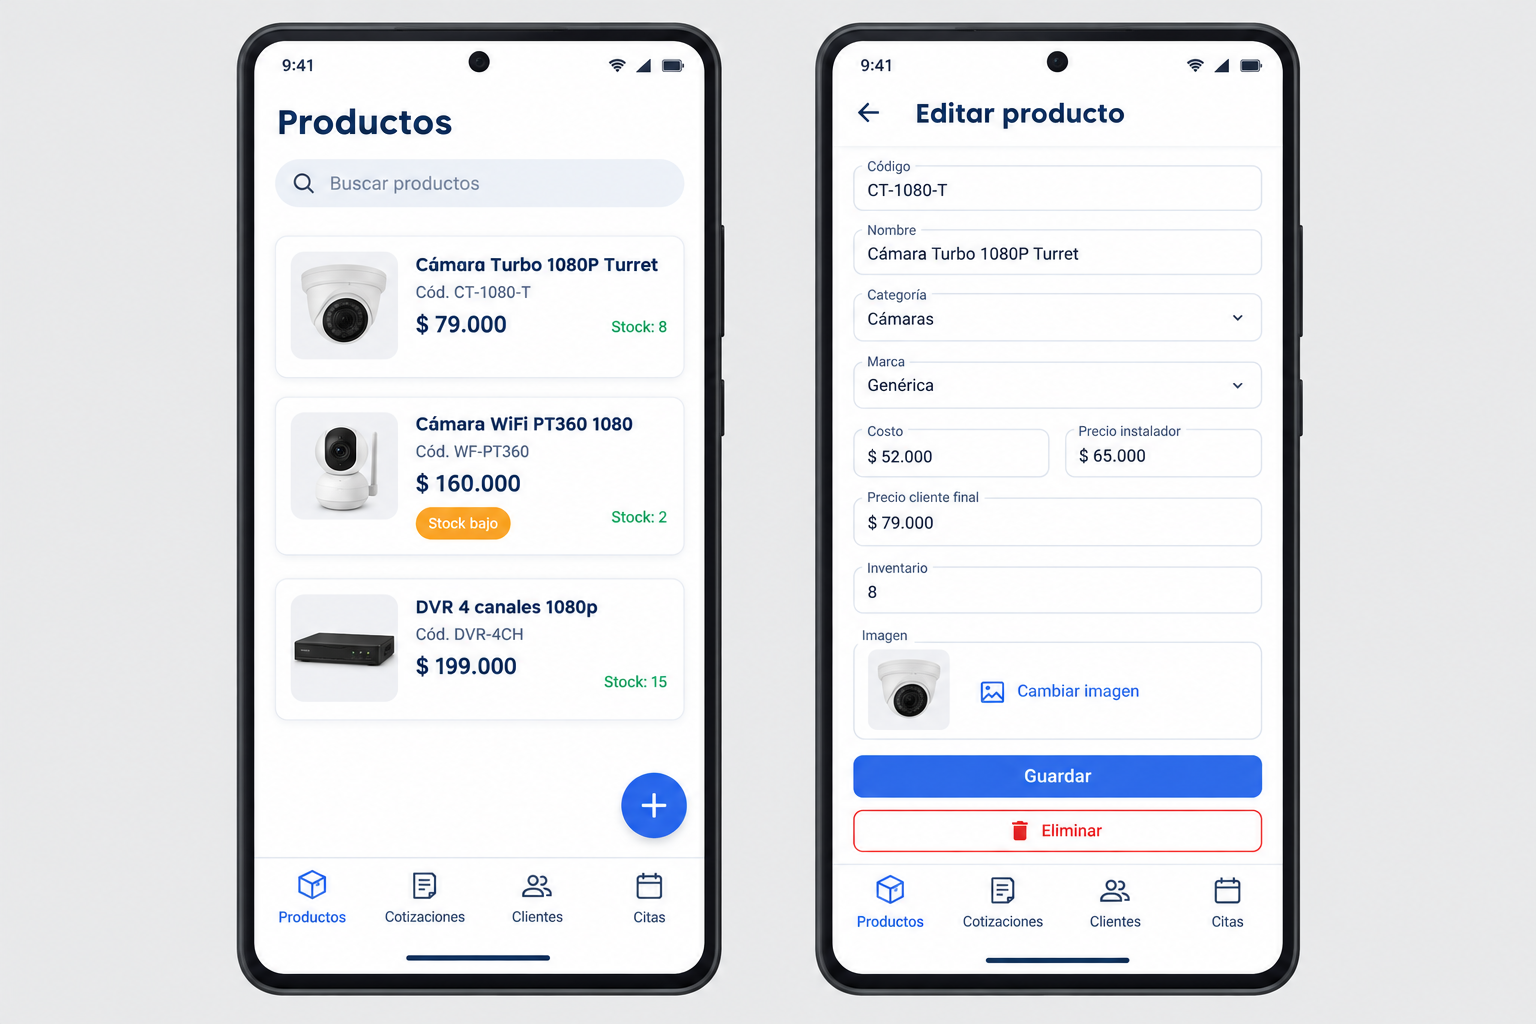 9:41
Productos
Buscar productos
Cámara Turbo 1080P Turret
Cód. CT-1080-T
$ 79.000
Stock: 8
Cámara WiFi PT360 1080
Cód. WF-PT360
$ 160.000
Stock bajo
Stock: 2
DVR 4 canales 1080p
Cód. DVR-4CH
$ 199.000
Stock: 15
Productos
Cotizaciones
Clientes
Citas
9:41
Editar producto
Código
CT-1080-T
Nombre
Cámara Turbo 1080P Turret
Categoría
Cámaras
Marca
Genérica
Costo
$ 52.000
Precio instalador
$ 65.000
Precio cliente final
$ 79.000
Inventario
8
Imagen
Cambiar imagen
Guardar
Eliminar
Productos
Cotizaciones
Clientes
Citas